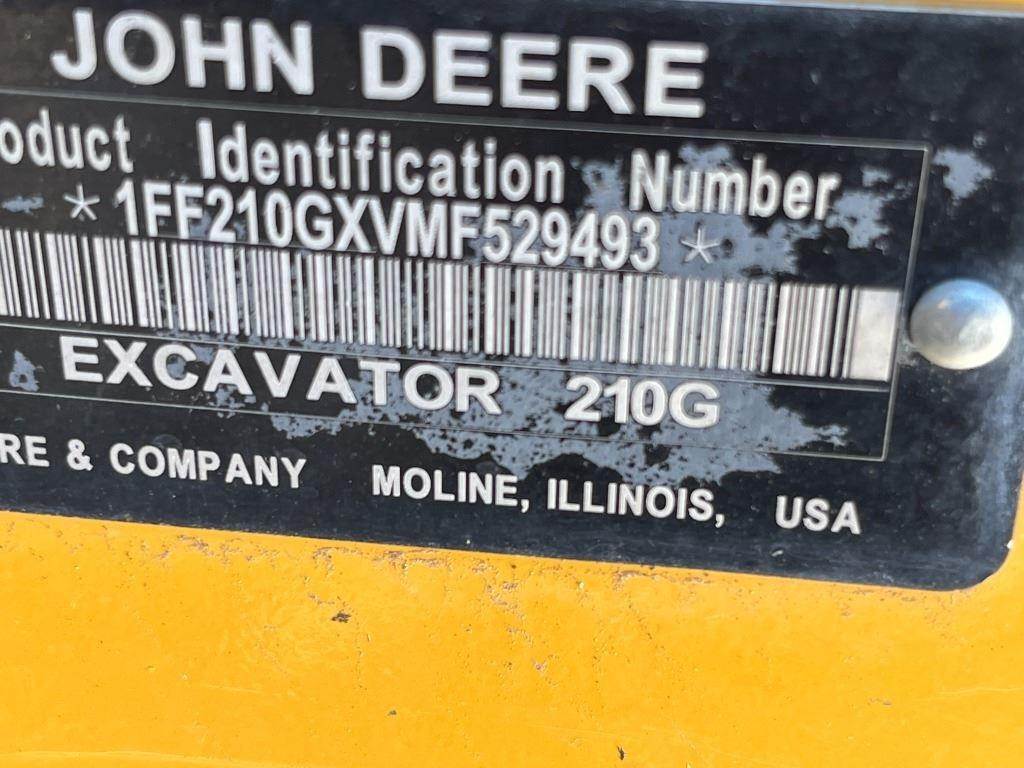 JOHN DEERE
oduct Identification Number
*1FF210GXVMF529493*
EXCAVATOR 210G
RE & COMPANY MOLINE, ILLINOIS, USA